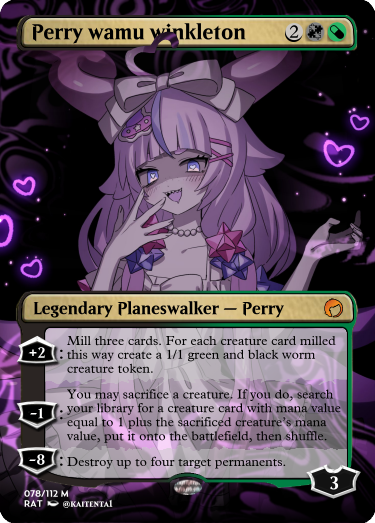 Perry wamu winkleton 2
Legendary Planeswalker — Perry
+2 : Mill three cards. For each creature card milled
this way create a 1/1 green and black worm
creature token.
-1 : You may sacrifice a creature. If you do, search
your library for a creature card with mana value
equal to 1 plus the sacrificed creature's mana
value, put it onto the battlefield, then shuffle.
-8 : Destroy up to four target permanents.
3
078/112 M
RAT @KAITENTAI